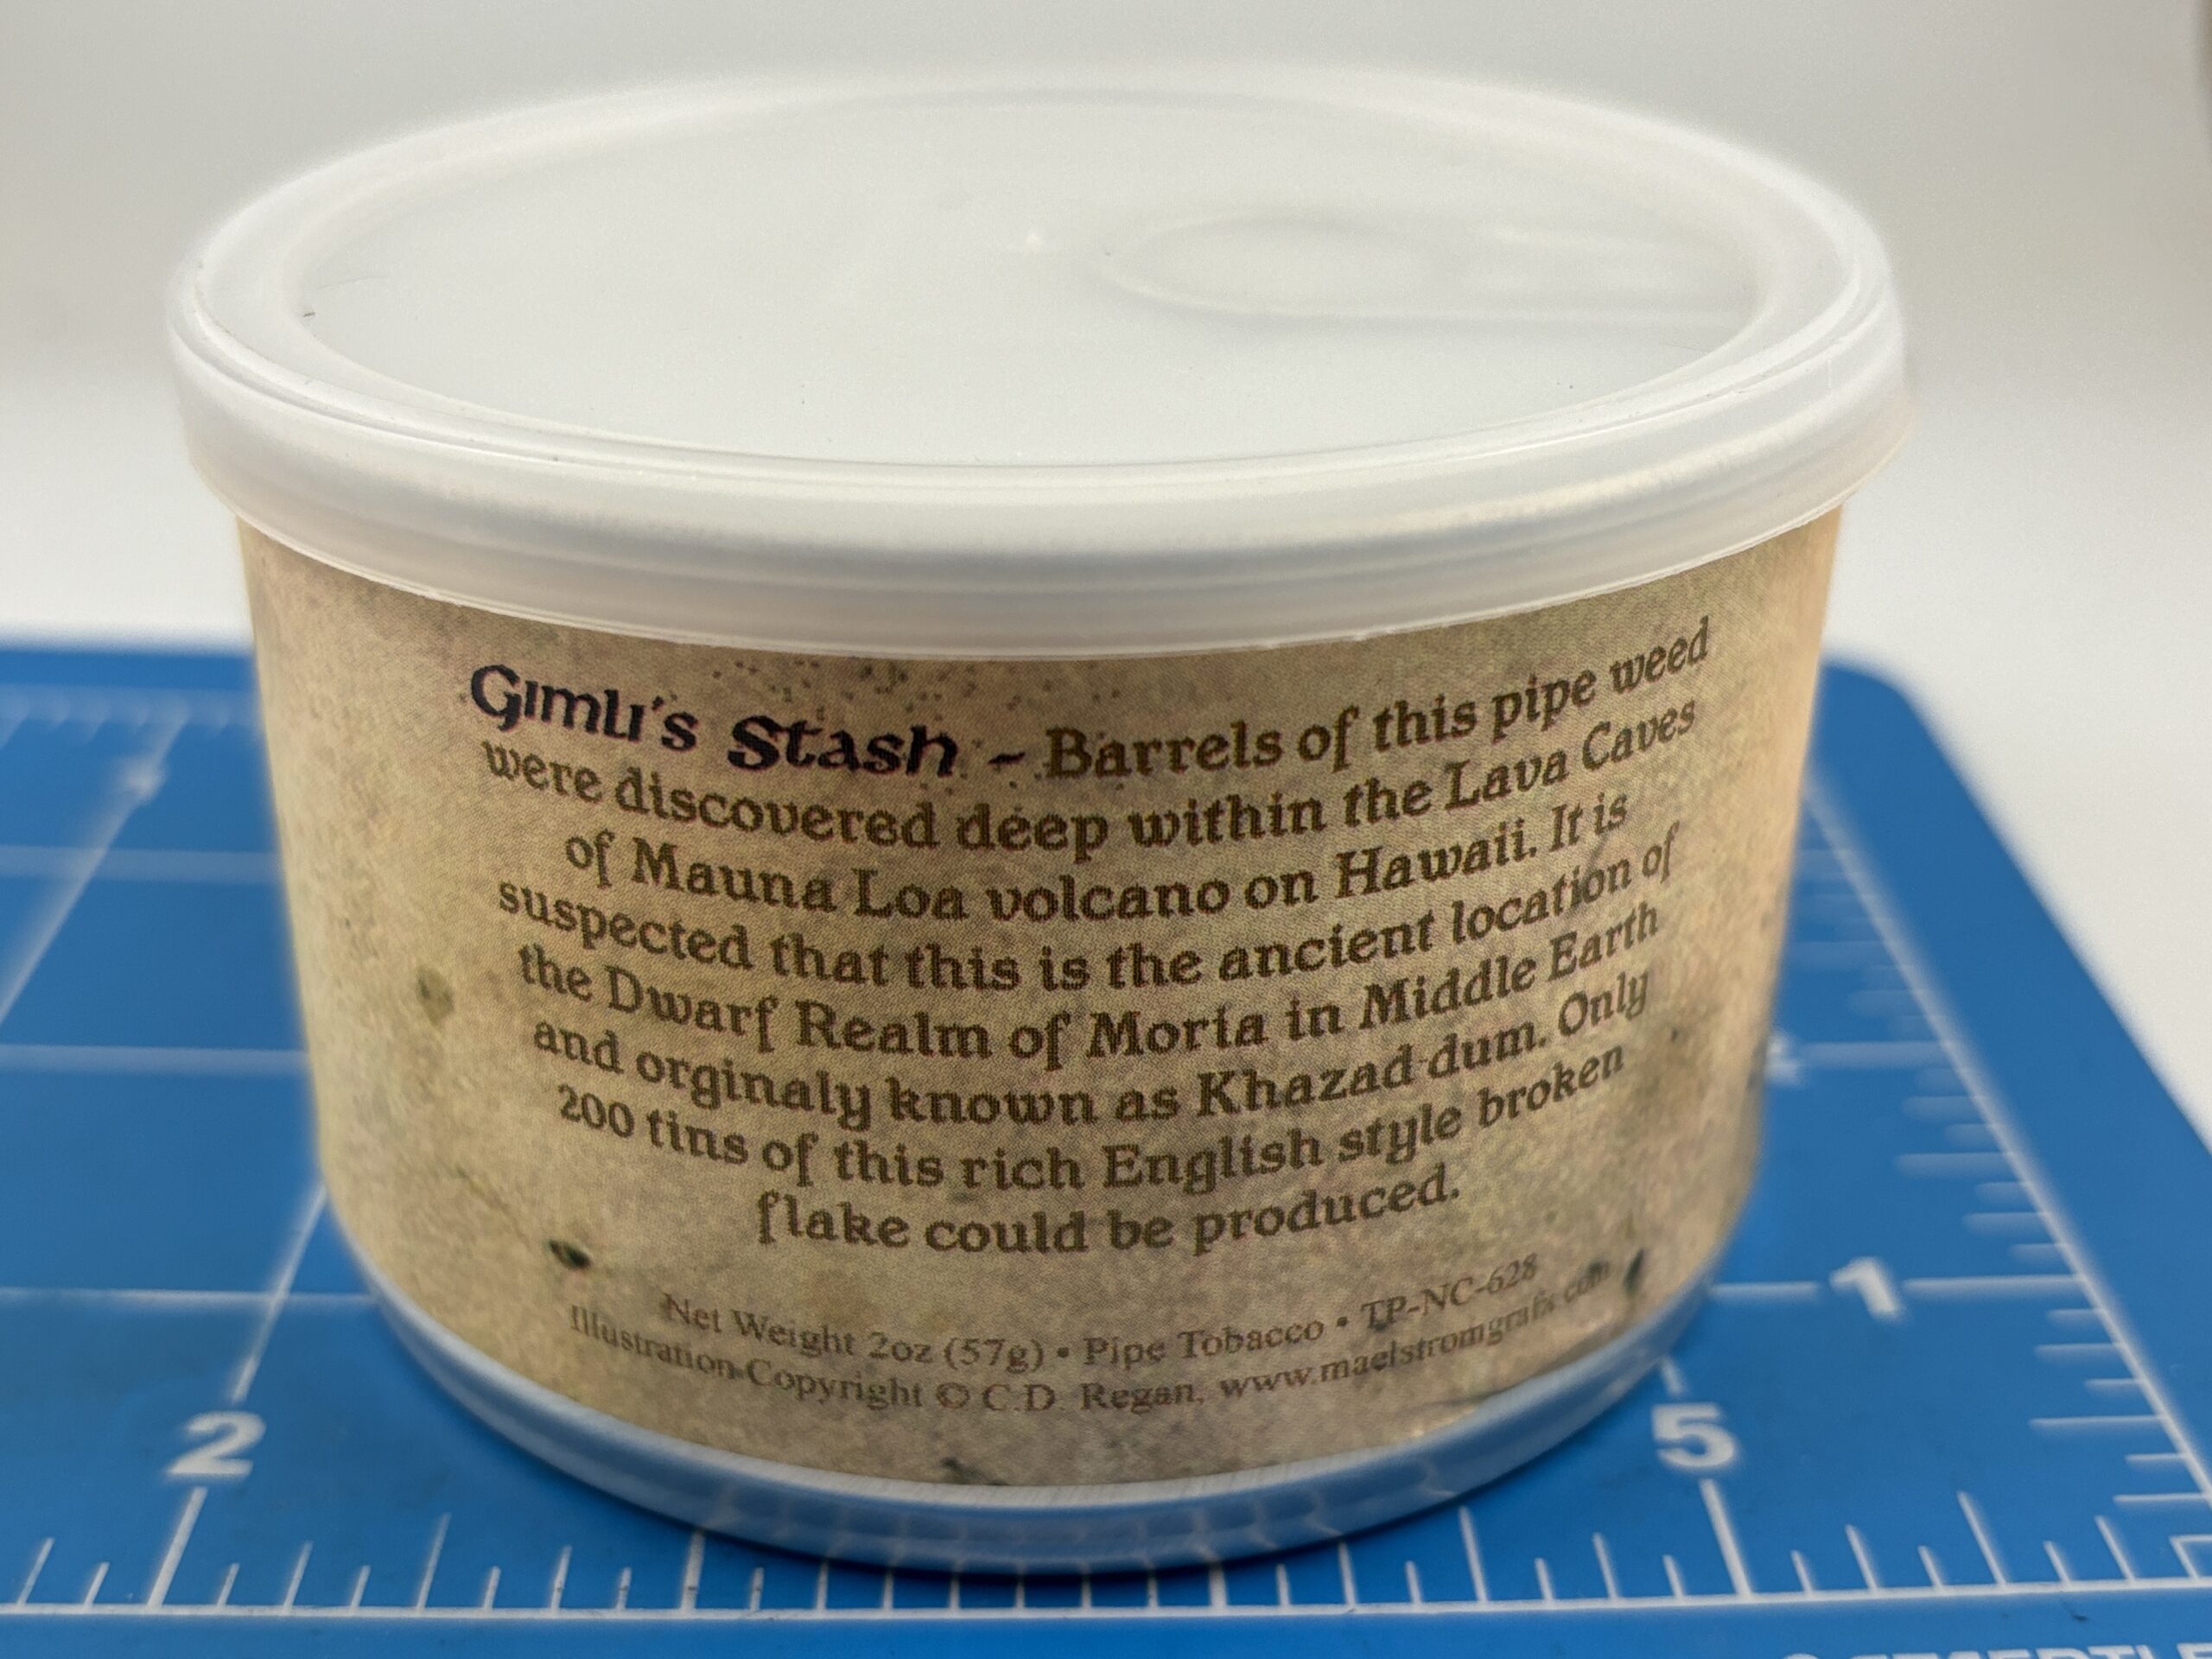 Gimli's Stash - Barrels of this pipe weed
were discovered deep within the Lava Caves
of Mauna Loa volcano on Hawaii. It is
suspected that this is the ancient location of
the Dwarf Realm of Moria in Middle Earth
and orginaly known as Khazad-dum. Only
200 tins of this rich English style broken
flake could be produced.
Net Weight 2oz (57g) • Pipe Tobacco • TP-NC-628
Illustration Copyright © C.D. Regan, www.maelstromgrafix.com
1
2
5